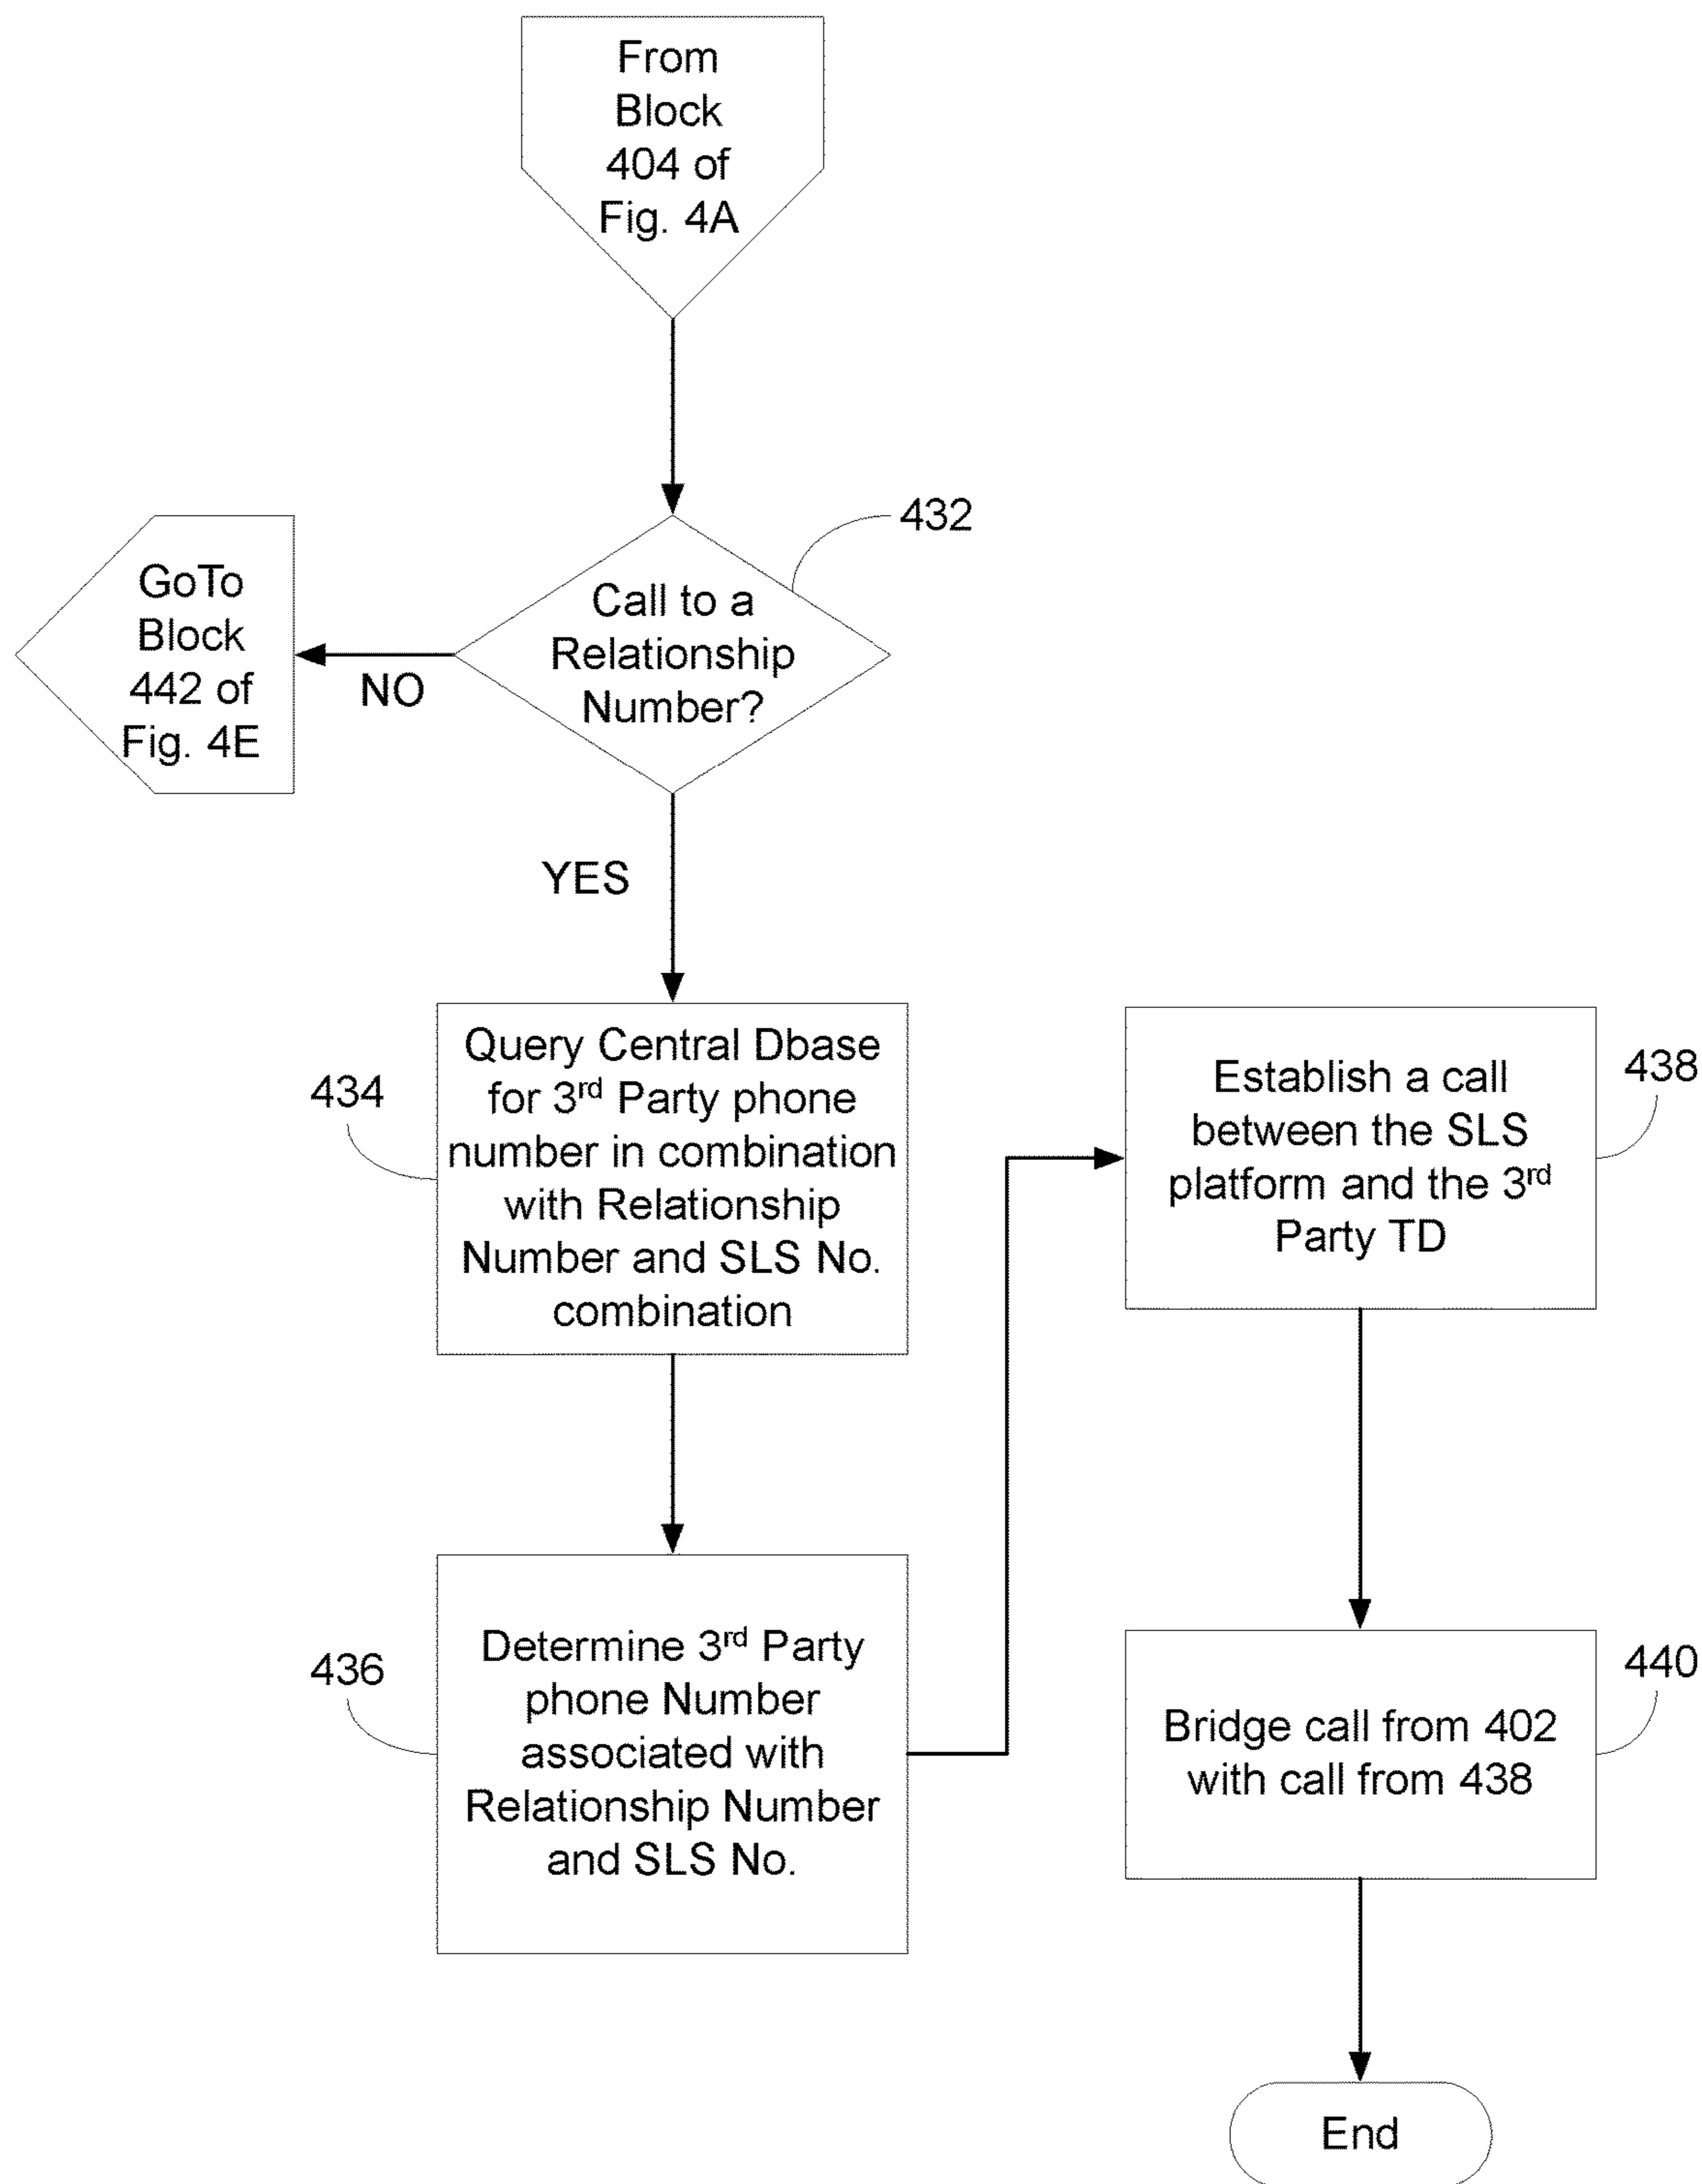 From
Block
404 of
Fig. 4A
432
Call to a
Relationship
Number?
GoTo
Block
442 of
Fig. 4E
NO
YES
434
Query Central Dbase
for 3rd Party phone
number in combination
with Relationship
Number and SLS No.
combination
436
Determine 3rd Party
phone Number
associated with
Relationship Number
and SLS No.
438
Establish a call
between the SLS
platform and the 3rd
Party TD
440
Bridge call from 402
with call from 438
End